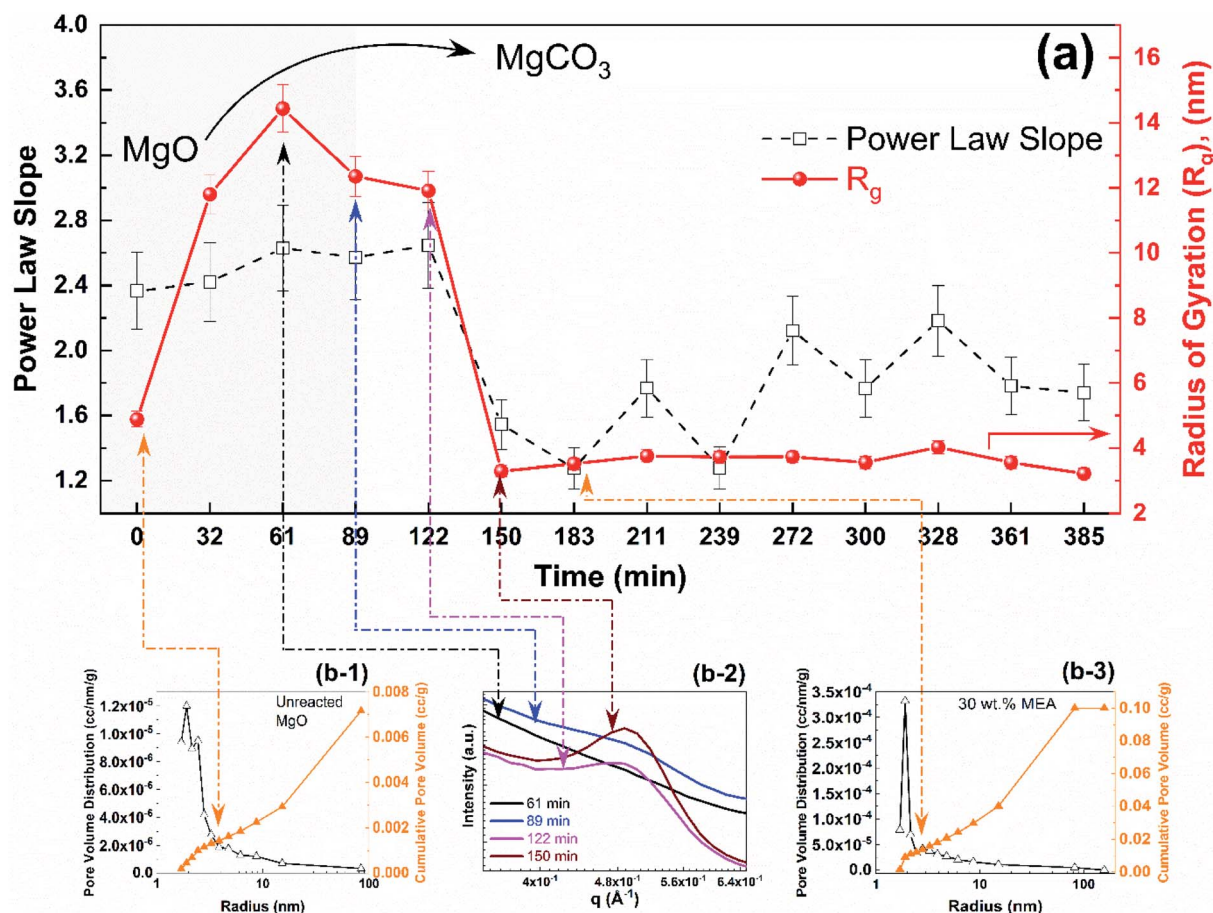 (a)
MgCO₃
MgO
Power Law Slope
R_g
4.0
3.6
3.2
2.8
2.4
2.0
1.6
1.2
Power Law Slope
16
14
12
10
8
6
4
2
Radius of Gyration (R_g), (nm)
0 32 61 89 122 150 183 211 239 272 300 328 361 385
Time (min)
(b-1)
Unreacted
MgO
1.2x10⁻⁵
1.0x10⁻⁵
8.0x10⁻⁶
6.0x10⁻⁶
4.0x10⁻⁶
2.0x10⁻⁶
0.0
Pore Volume Distribution (cc/nm/g)
0.008
0.006
0.004
0.002
0.000
Cumulative Pore Volume (cc/g)
1 10 100
Radius (nm)
(b-2)
Intensity (a.u.)
61 min
89 min
122 min
150 min
4x10⁻¹ 4.8x10⁻¹ 5.6x10⁻¹ 6.4x10⁻¹
q (Å⁻¹)
(b-3)
30 wt.% MEA
3.5x10⁻⁴
3.0x10⁻⁴
2.5x10⁻⁴
2.0x10⁻⁴
1.5x10⁻⁴
1.0x10⁻⁴
5.0x10⁻⁵
0.0
Pore Volume Distribution (cc/nm/g)
0.10
0.08
0.06
0.04
0.02
0.00
Cumulative Pore Volume (cc/g)
1 10 100
Radius (nm)